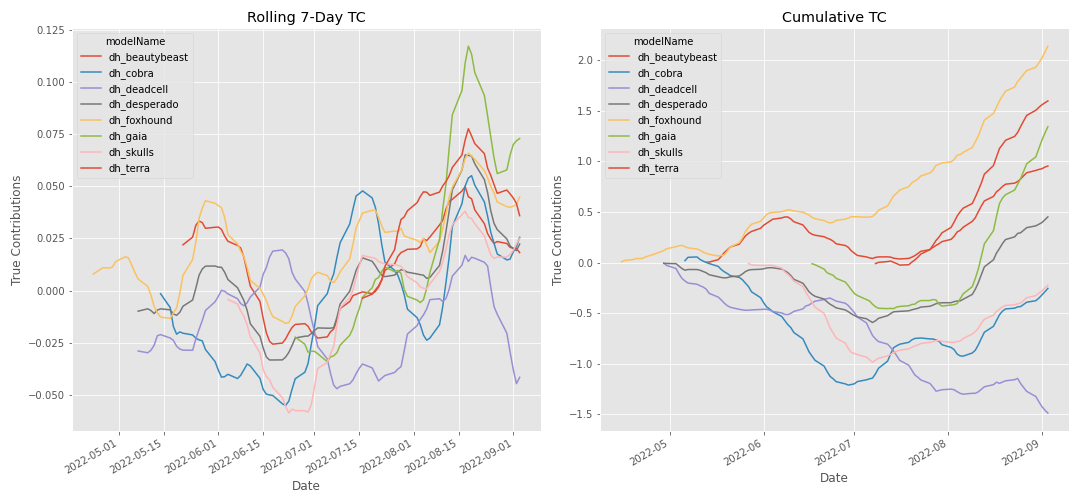 Rolling 7-Day TC
True Contributions
0.125
0.100
0.075
0.050
0.025
0.000
−0.025
−0.050
modelName
dh_beautybeast
dh_cobra
dh_deadcell
dh_desperado
dh_foxhound
dh_gaia
dh_skulls
dh_terra
2022-05-01
2022-05-15
2022-06-01
2022-06-15
2022-07-01
2022-07-15
2022-08-01
2022-08-15
2022-09-01
Date
Cumulative TC
True Contributions
2.0
1.5
1.0
0.5
0.0
−0.5
−1.0
−1.5
modelName
dh_beautybeast
dh_cobra
dh_deadcell
dh_desperado
dh_foxhound
dh_gaia
dh_skulls
dh_terra
2022-05
2022-06
2022-07
2022-08
2022-09
Date